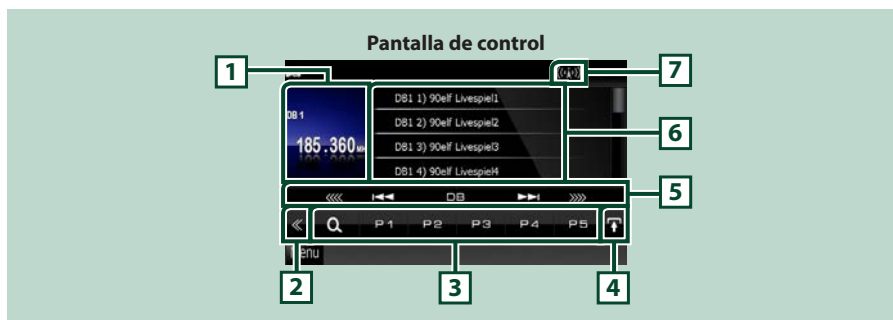 Pantalla de control
1
7
DB1 1) 90elf Livespiel1
DB 1
DB1 2) 90elf Livespiel2
6
185.360
DB1 3) 90elf Livespiel3
DB1 4) 90elf Livespiel4
5
DB
P1 P2 P3 P4 P5
Menu
2 3 4